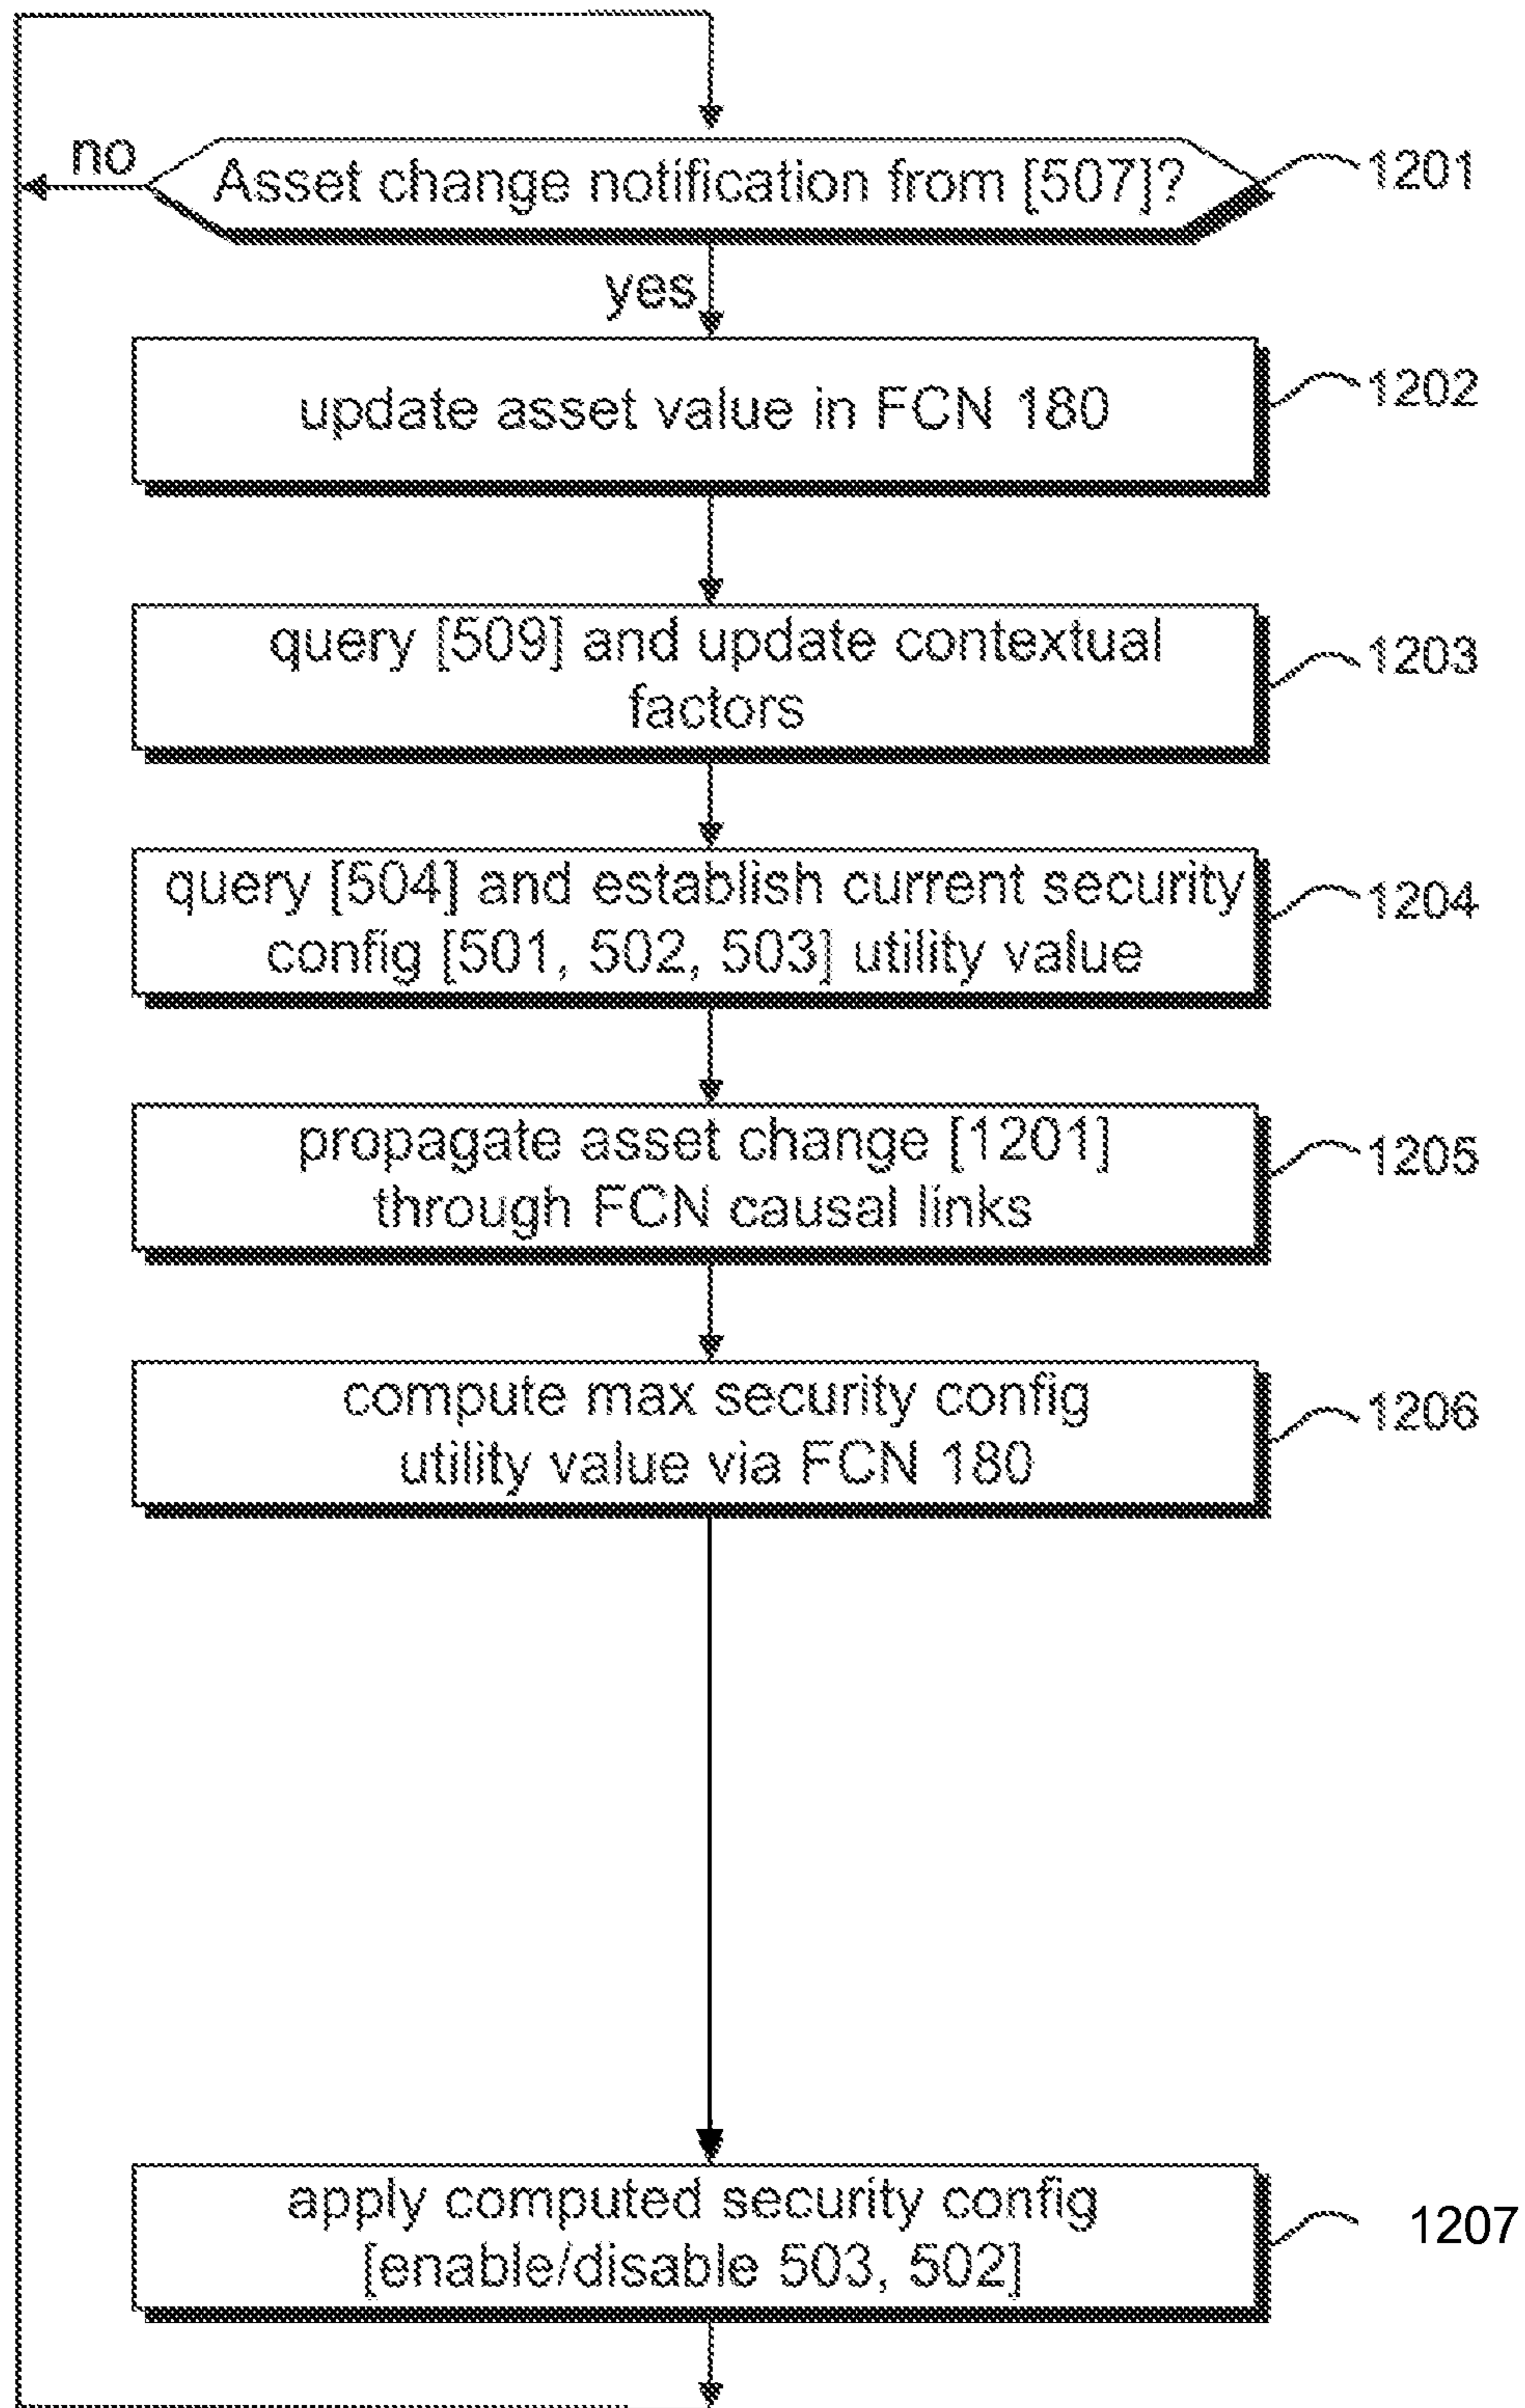 no
Asset change notification from [507]?
1201
yes
update asset value in FCN 180
1202
query [509] and update contextual
factors
1203
query [504] and establish current security
config [501, 502, 503] utility value
1204
propagate asset change [1201]
through FCN causal links
1205
compute max security config
utility value via FCN 180
1206
apply computed security config
[enable/disable 503, 502]
1207